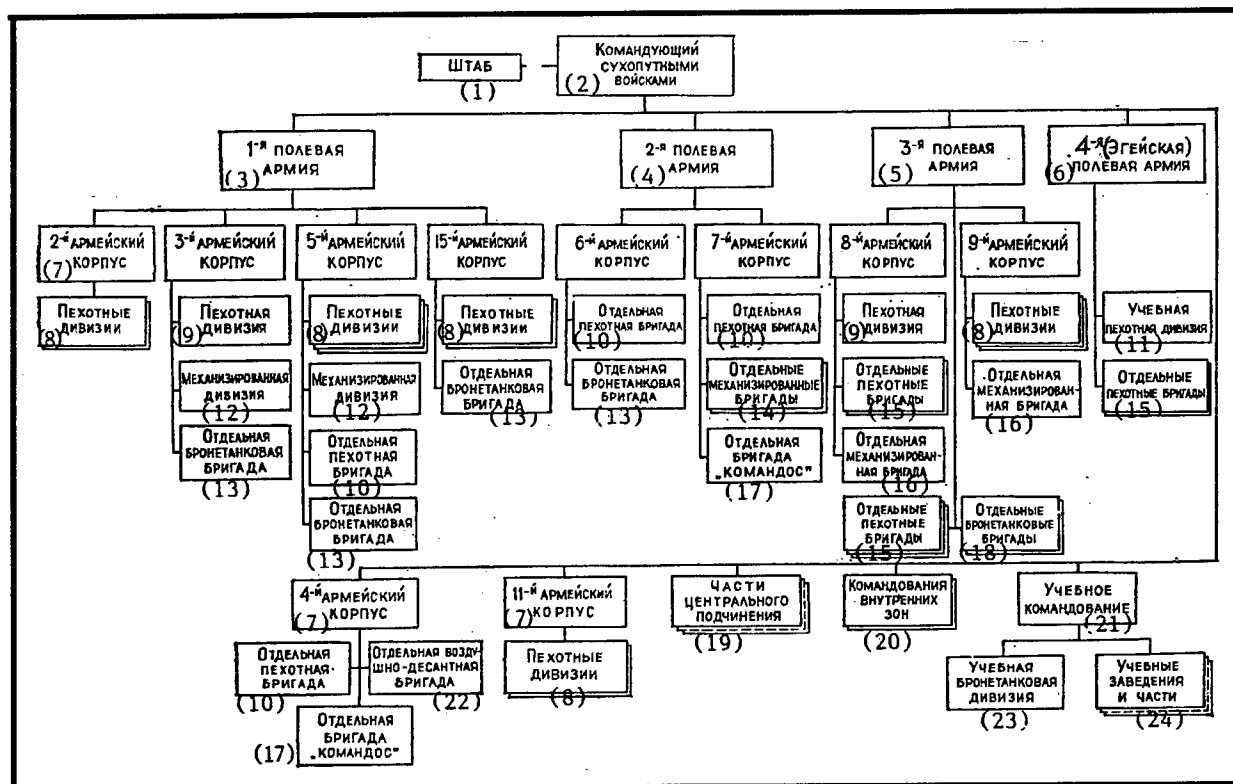 ШТАБ
(1)
КОМАНДУЮЩИЙ
СУХОПУТНЫМИ
(2) ВОЙСКАМИ
1-Я ПОЛЕВАЯ
(3) АРМИЯ
2-Я ПОЛЕВАЯ
(4) АРМИЯ
3-Я ПОЛЕВАЯ
(5) АРМИЯ
4-Я (ЭГЕЙСКАЯ)
(6) ПОЛЕВАЯ АРМИЯ
2-Й АРМЕЙСКИЙ
(7) КОРПУС
3-Й АРМЕЙСКИЙ
КОРПУС
5-Й АРМЕЙСКИЙ
КОРПУС
15-Й АРМЕЙСКИЙ
КОРПУС
6-Й АРМЕЙСКИЙ
КОРПУС
7-Й АРМЕЙСКИЙ
КОРПУС
8-Й АРМЕЙСКИЙ
КОРПУС
9-Й АРМЕЙСКИЙ
КОРПУС
ПЕХОТНЫЕ
(8) ДИВИЗИИ
ПЕХОТНАЯ
(9) ДИВИЗИЯ
ПЕХОТНЫЕ
(8) ДИВИЗИИ
ПЕХОТНЫЕ
(8) ДИВИЗИИ
ОТДЕЛЬНАЯ
ПЕХОТНАЯ БРИГАДА
(10)
ОТДЕЛЬНАЯ
ПЕХОТНАЯ БРИГАДА
(10)
ПЕХОТНАЯ
(9) ДИВИЗИЯ
ПЕХОТНЫЕ
(8) ДИВИЗИИ
УЧЕБНАЯ
ПЕХОТНАЯ ДИВИЗИЯ
(11)
МЕХАНИЗИРОВАННАЯ
ДИВИЗИЯ
(12)
МЕХАНИЗИРОВАННАЯ
ДИВИЗИЯ
(12)
ОТДЕЛЬНАЯ
БРОНЕТАНКОВАЯ
БРИГАДА
(13)
ОТДЕЛЬНАЯ
БРОНЕТАНКОВАЯ
БРИГАДА
(13)
ОТДЕЛЬНЫЕ
МЕХАНИЗИРОВАННЫЕ
БРИГАДЫ
(14)
ОТДЕЛЬНЫЕ
ПЕХОТНЫЕ
БРИГАДЫ
(15)
ОТДЕЛЬНАЯ
МЕХАНИЗИРОВАН-
НАЯ БРИГАДА
(16)
ОТДЕЛЬНЫЕ
ПЕХОТНЫЕ БРИГАДЫ
(15)
ОТДЕЛЬНАЯ
БРОНЕТАНКОВАЯ
БРИГАДА
(13)
ОТДЕЛЬНАЯ
ПЕХОТНАЯ
БРИГАДА
(10)
ОТДЕЛЬНАЯ
БРИГАДА
„КОМАНДОС"
(17)
ОТДЕЛЬНАЯ
МЕХАНИЗИРОВАН-
НАЯ БРИГАДА
(16)
ОТДЕЛЬНАЯ
БРОНЕТАНКОВАЯ
БРИГАДА
(13)
ОТДЕЛЬНЫЕ
ПЕХОТНЫЕ
БРИГАДЫ
(15)
ОТДЕЛЬНЫЕ
БРОНЕТАНКОВЫЕ
БРИГАДЫ
(18)
4-Й АРМЕЙСКИЙ
КОРПУС
(7)
11-Й АРМЕЙСКИЙ
(7) КОРПУС
ЧАСТИ
ЦЕНТРАЛЬНОГО
ПОДЧИНЕНИЯ
(19)
КОМАНДОВАНИЯ
ВНУТРЕННИХ
ЗОН
(20)
УЧЕБНОЕ
КОМАНДОВАНИЕ
(21)
ОТДЕЛЬНАЯ
ПЕХОТНАЯ
БРИГАДА
(10)
ОТДЕЛЬНАЯ ВОЗДУ-
ШНО-ДЕСАНТНАЯ
БРИГАДА
(22)
ПЕХОТНЫЕ
ДИВИЗИИ
(8)
УЧЕБНАЯ
БРОНЕТАНКОВАЯ
ДИВИЗИЯ
(23)
УЧЕБНЫЕ
ЗАВЕДЕНИЯ
И ЧАСТИ
(24)
ОТДЕЛЬНАЯ
БРИГАДА
(17) „КОМАНДОС"